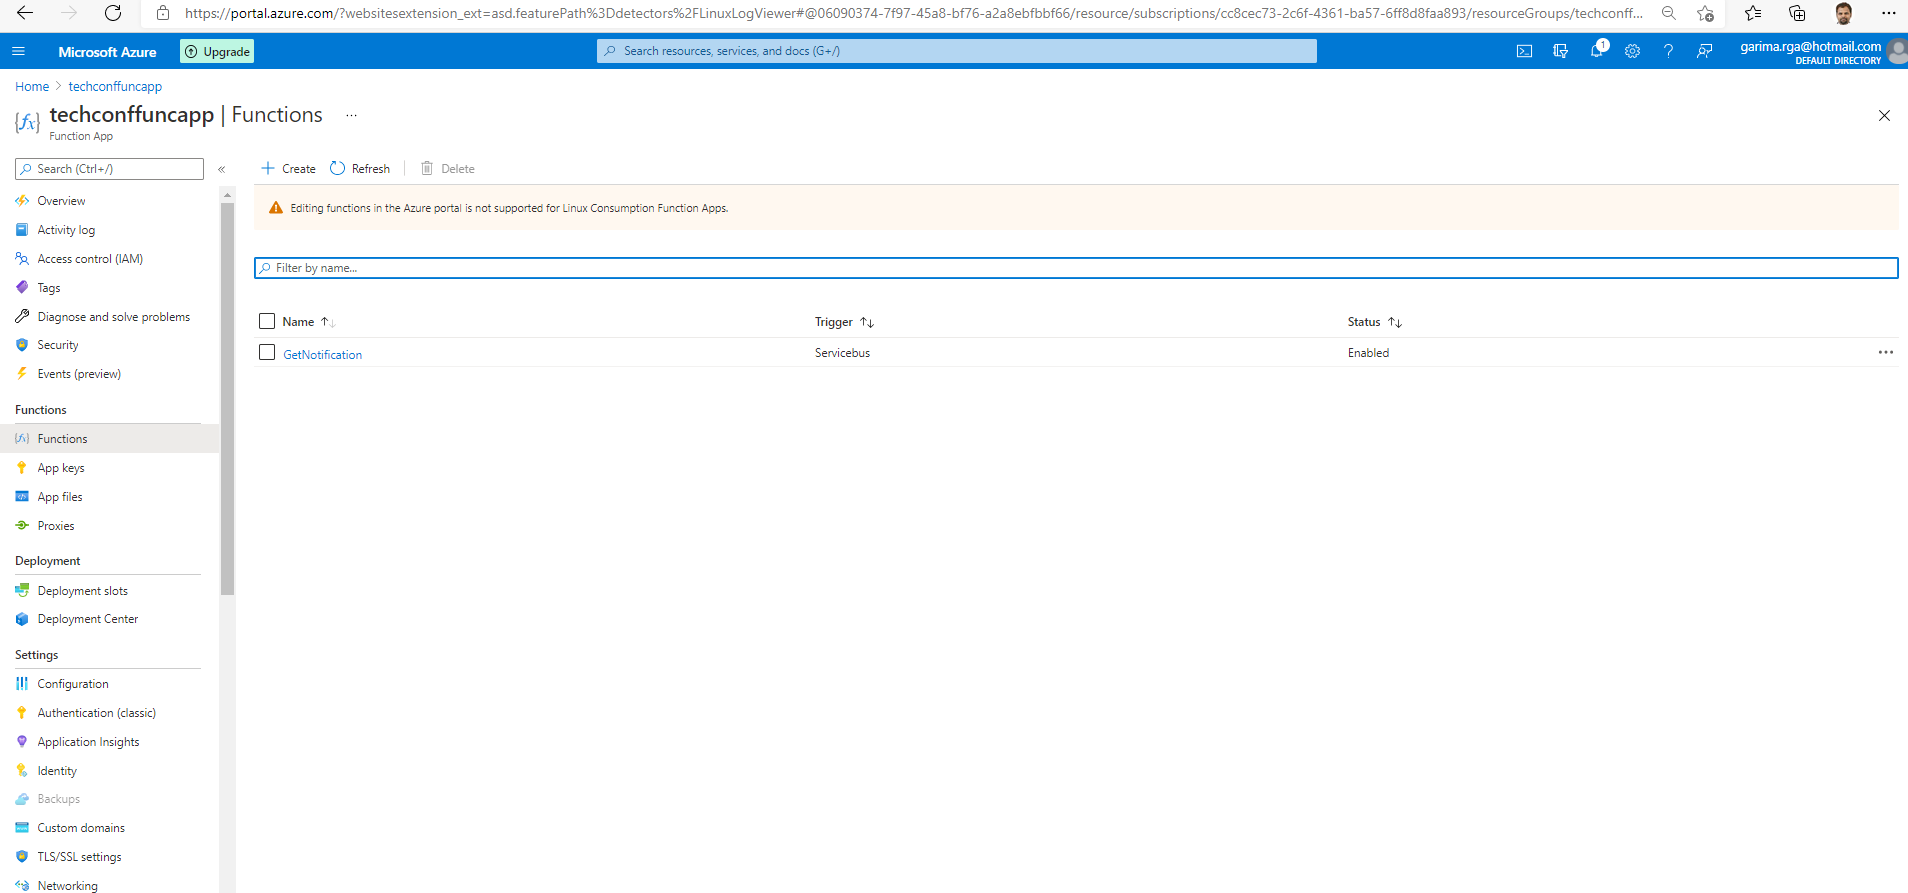 https://portal.azure.com/?websitesextension_ext=asd.featurePath%3Ddetectors%2FLinuxLogViewer#@06090374-7f97-45a8-bf76-a2a8ebfbbf66/resource/subscriptions/cc8cec73-2c6f-4361-ba57-6ff8d8faa893/resourceGroups/techconff...
Microsoft Azure
Upgrade
Search resources, services, and docs (G+/)
1
garima.rga@hotmail.com
DEFAULT DIRECTORY
Home > techconffuncapp
techconffuncapp | Functions ...
Function App
Search (Ctrl+/)
«
Overview
Activity log
Access control (IAM)
Tags
Diagnose and solve problems
Security
Events (preview)
Functions
Functions
App keys
App files
Proxies
Deployment
Deployment slots
Deployment Center
Settings
Configuration
Authentication (classic)
Application Insights
Identity
Backups
Custom domains
TLS/SSL settings
Networking
Create Refresh Delete
Editing functions in the Azure portal is not supported for Linux Consumption Function Apps.
Filter by name...
Name Trigger Status
GetNotification Servicebus Enabled